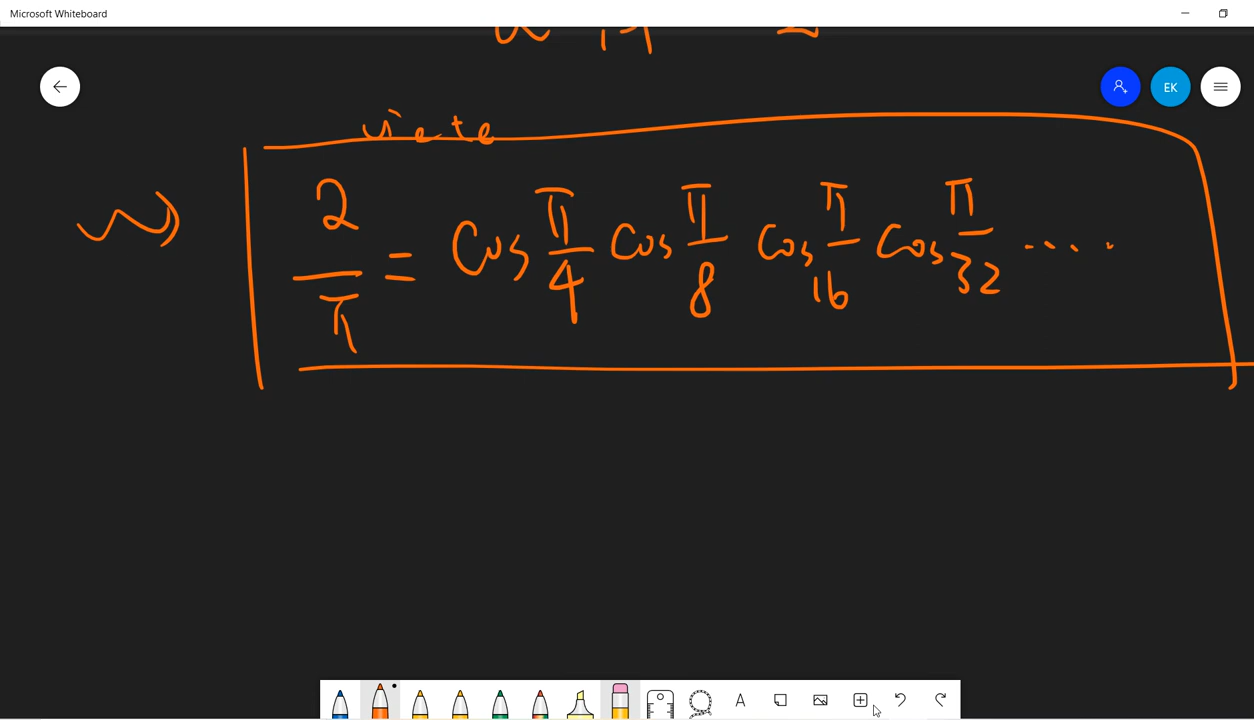 Microsoft Whiteboard
EK
viete
2/π = Cos π/4 Cos π/8 Cos π/16 Cos π/32 .....
A